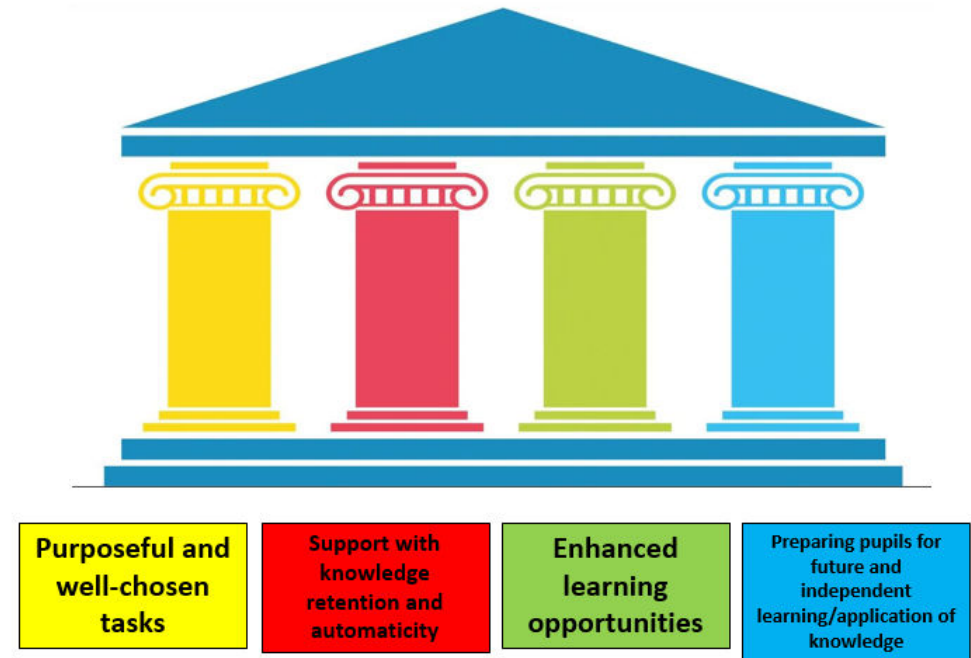 Purposeful and
well-chosen
tasks
Support with
knowledge
retention and
automaticity
Enhanced
learning
opportunities
Preparing pupils for
future and
independent
learning/application of
knowledge